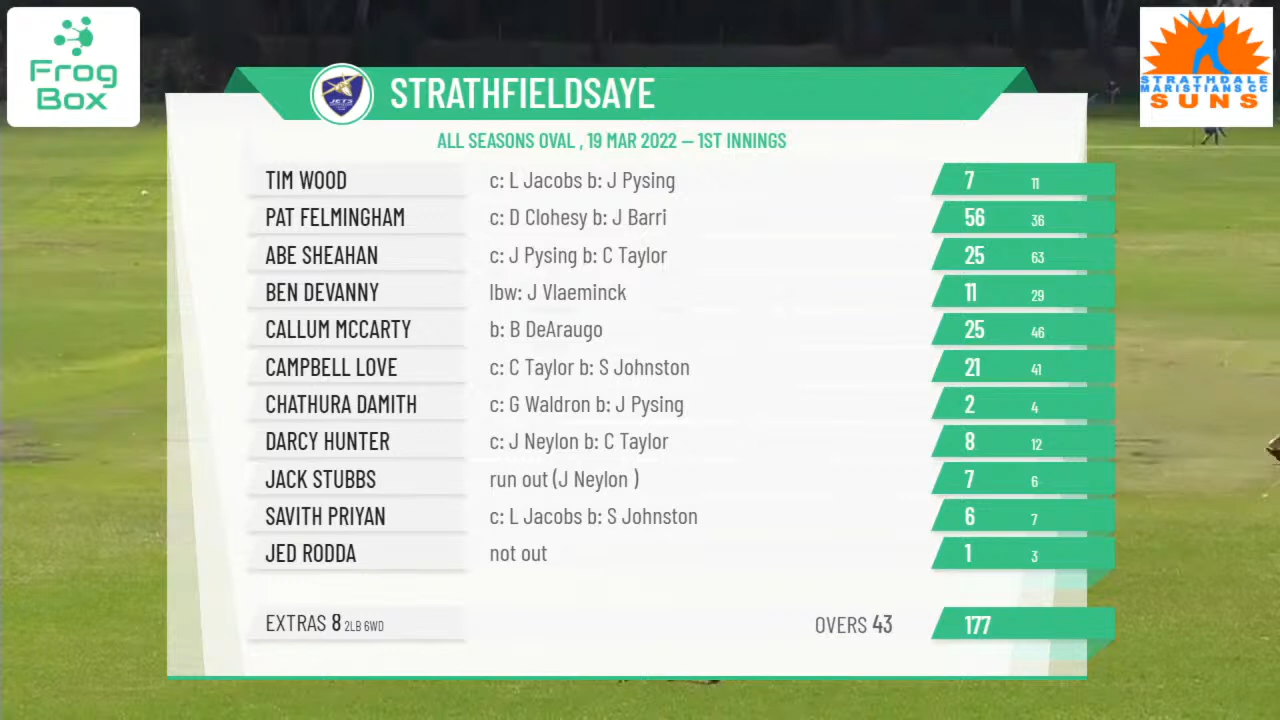 Frog
Box
STRATHDALE
MARISTIANS CC
SUNS
JETS
STRATHFIELDSAYE
ALL SEASONS OVAL , 19 MAR 2022 – 1ST INNINGS
TIM WOOD c: L Jacobs b: J Pysing 7 11
PAT FELMINGHAM c: D Clohesy b: J Barri 56 36
ABE SHEAHAN c: J Pysing b: C Taylor 25 63
BEN DEVANNY lbw: J Vlaeminck 11 29
CALLUM MCCARTY b: B DeAraugo 25 46
CAMPBELL LOVE c: C Taylor b: S Johnston 21 41
CHATHURA DAMITH c: G Waldron b: J Pysing 2 4
DARCY HUNTER c: J Neylon b: C Taylor 8 12
JACK STUBBS run out (J Neylon ) 7 6
SAVITH PRIYAN c: L Jacobs b: S Johnston 6 7
JED RODDA not out 1 3
EXTRAS 8 2LB 6WD OVERS 43 177